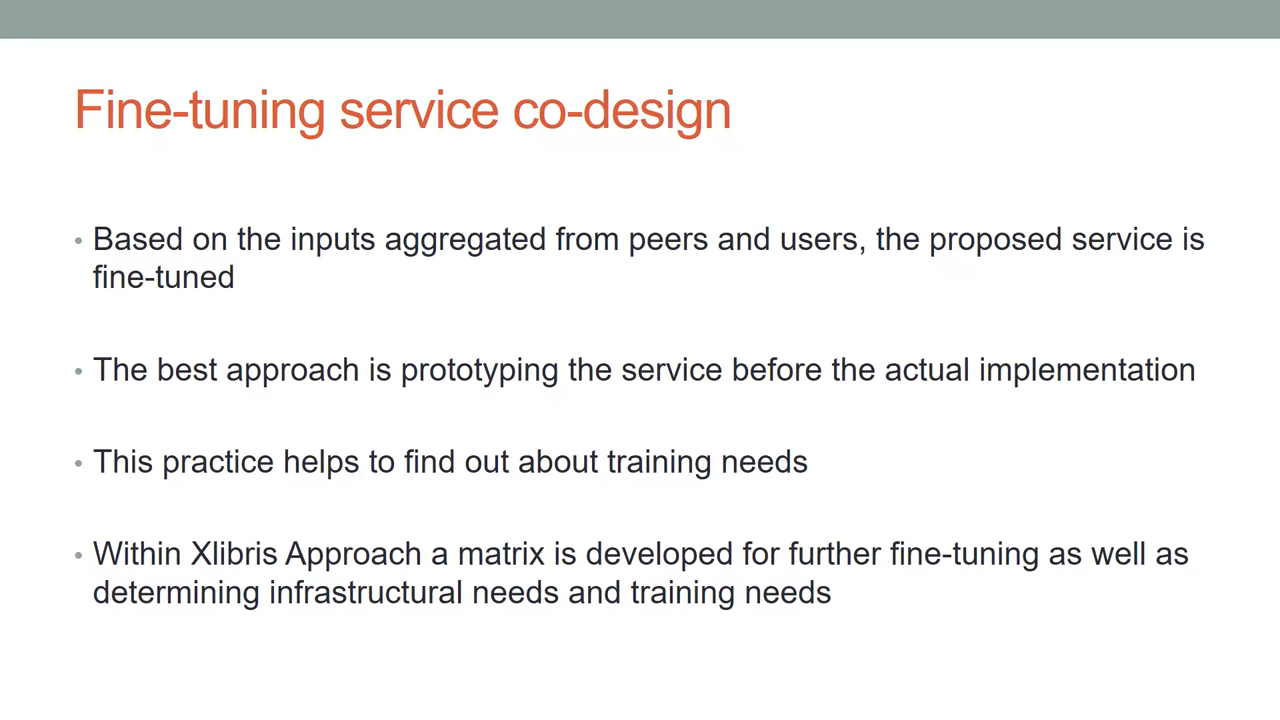 Fine-tuning service co-design
• Based on the inputs aggregated from peers and users, the proposed service is
fine-tuned
• The best approach is prototyping the service before the actual implementation
• This practice helps to find out about training needs
• Within Xlibris Approach a matrix is developed for further fine-tuning as well as
determining infrastructural needs and training needs